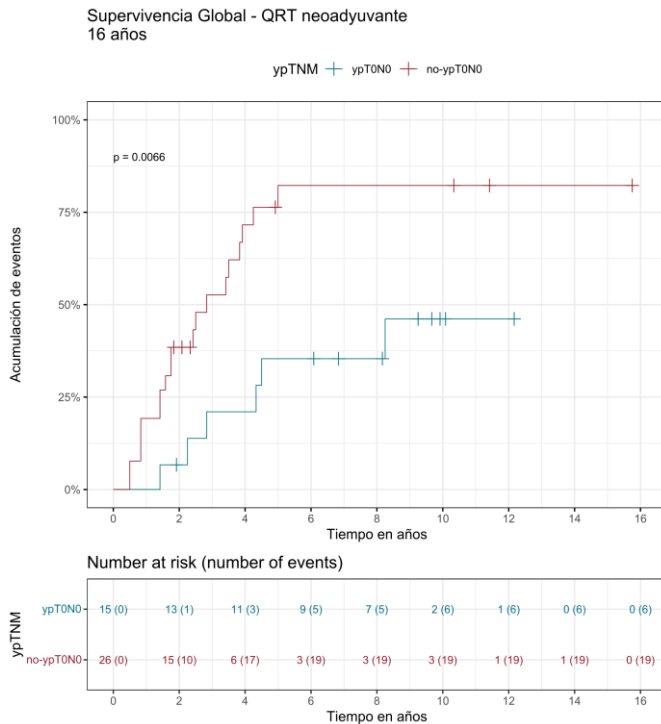 Supervivencia Global - QRT neoadyuvante
16 años
ypTNM ypT0N0 no-ypT0N0
100%
p = 0.0066
75%
50%
25%
0%
Acumulación de eventos
0 2 4 6 8 10 12 14 16
Tiempo en años
Number at risk (number of events)
ypTNM
ypT0N0 15 (0) 13 (1) 11 (3) 9 (5) 7 (5) 2 (6) 1 (6) 0 (6) 0 (6)
no-ypT0N0 26 (0) 15 (10) 6 (17) 3 (19) 3 (19) 3 (19) 1 (19) 1 (19) 0 (19)
0 2 4 6 8 10 12 14 16
Tiempo en años